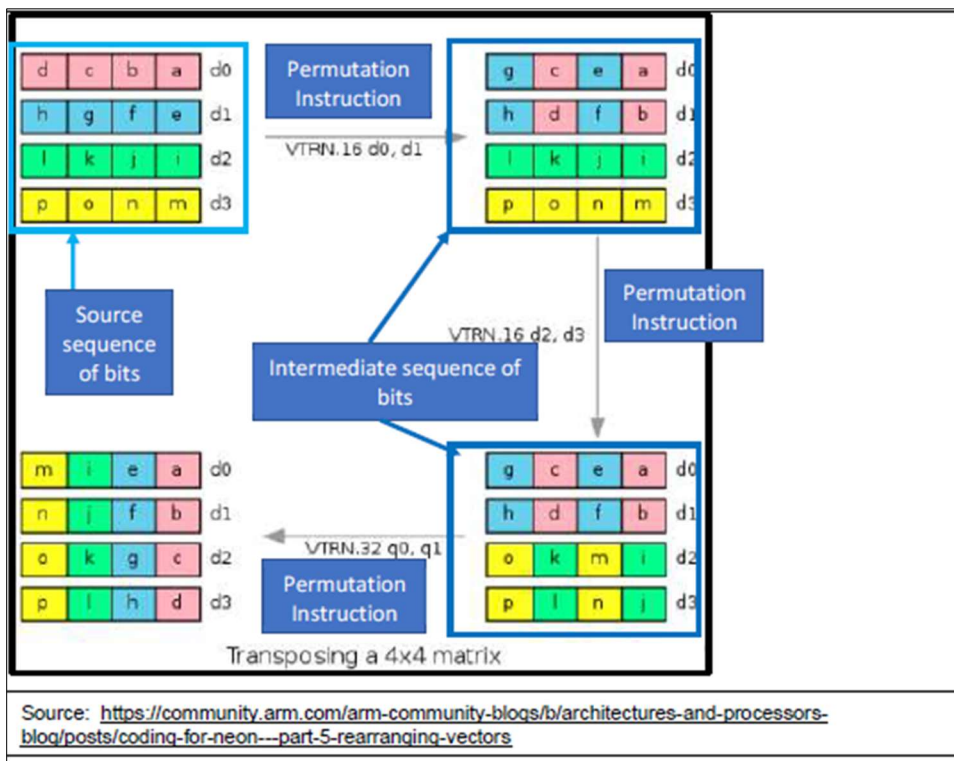 d c b a d0
h g f e d1
l k j i d2
p o n m d3
Permutation
Instruction
VTRN.16 d0, d1
g c e a d0
h d f b d1
l k j i d2
p o n m d3
Source
sequence
of bits
Permutation
Instruction
VTRN.16 d2, d3
Intermediate sequence of
bits
m i e a d0
n j f b d1
o k g c d2
p l h d d3
VTRN.32 q0, q1
Permutation
Instruction
g c e a d0
h d f b d1
o k m i d2
p l n j d3
Transposing a 4x4 matrix
Source: https://community.arm.com/arm-community-blogs/b/architectures-and-processors-
blog/posts/coding-for-neon---part-5-rearranging-vectors